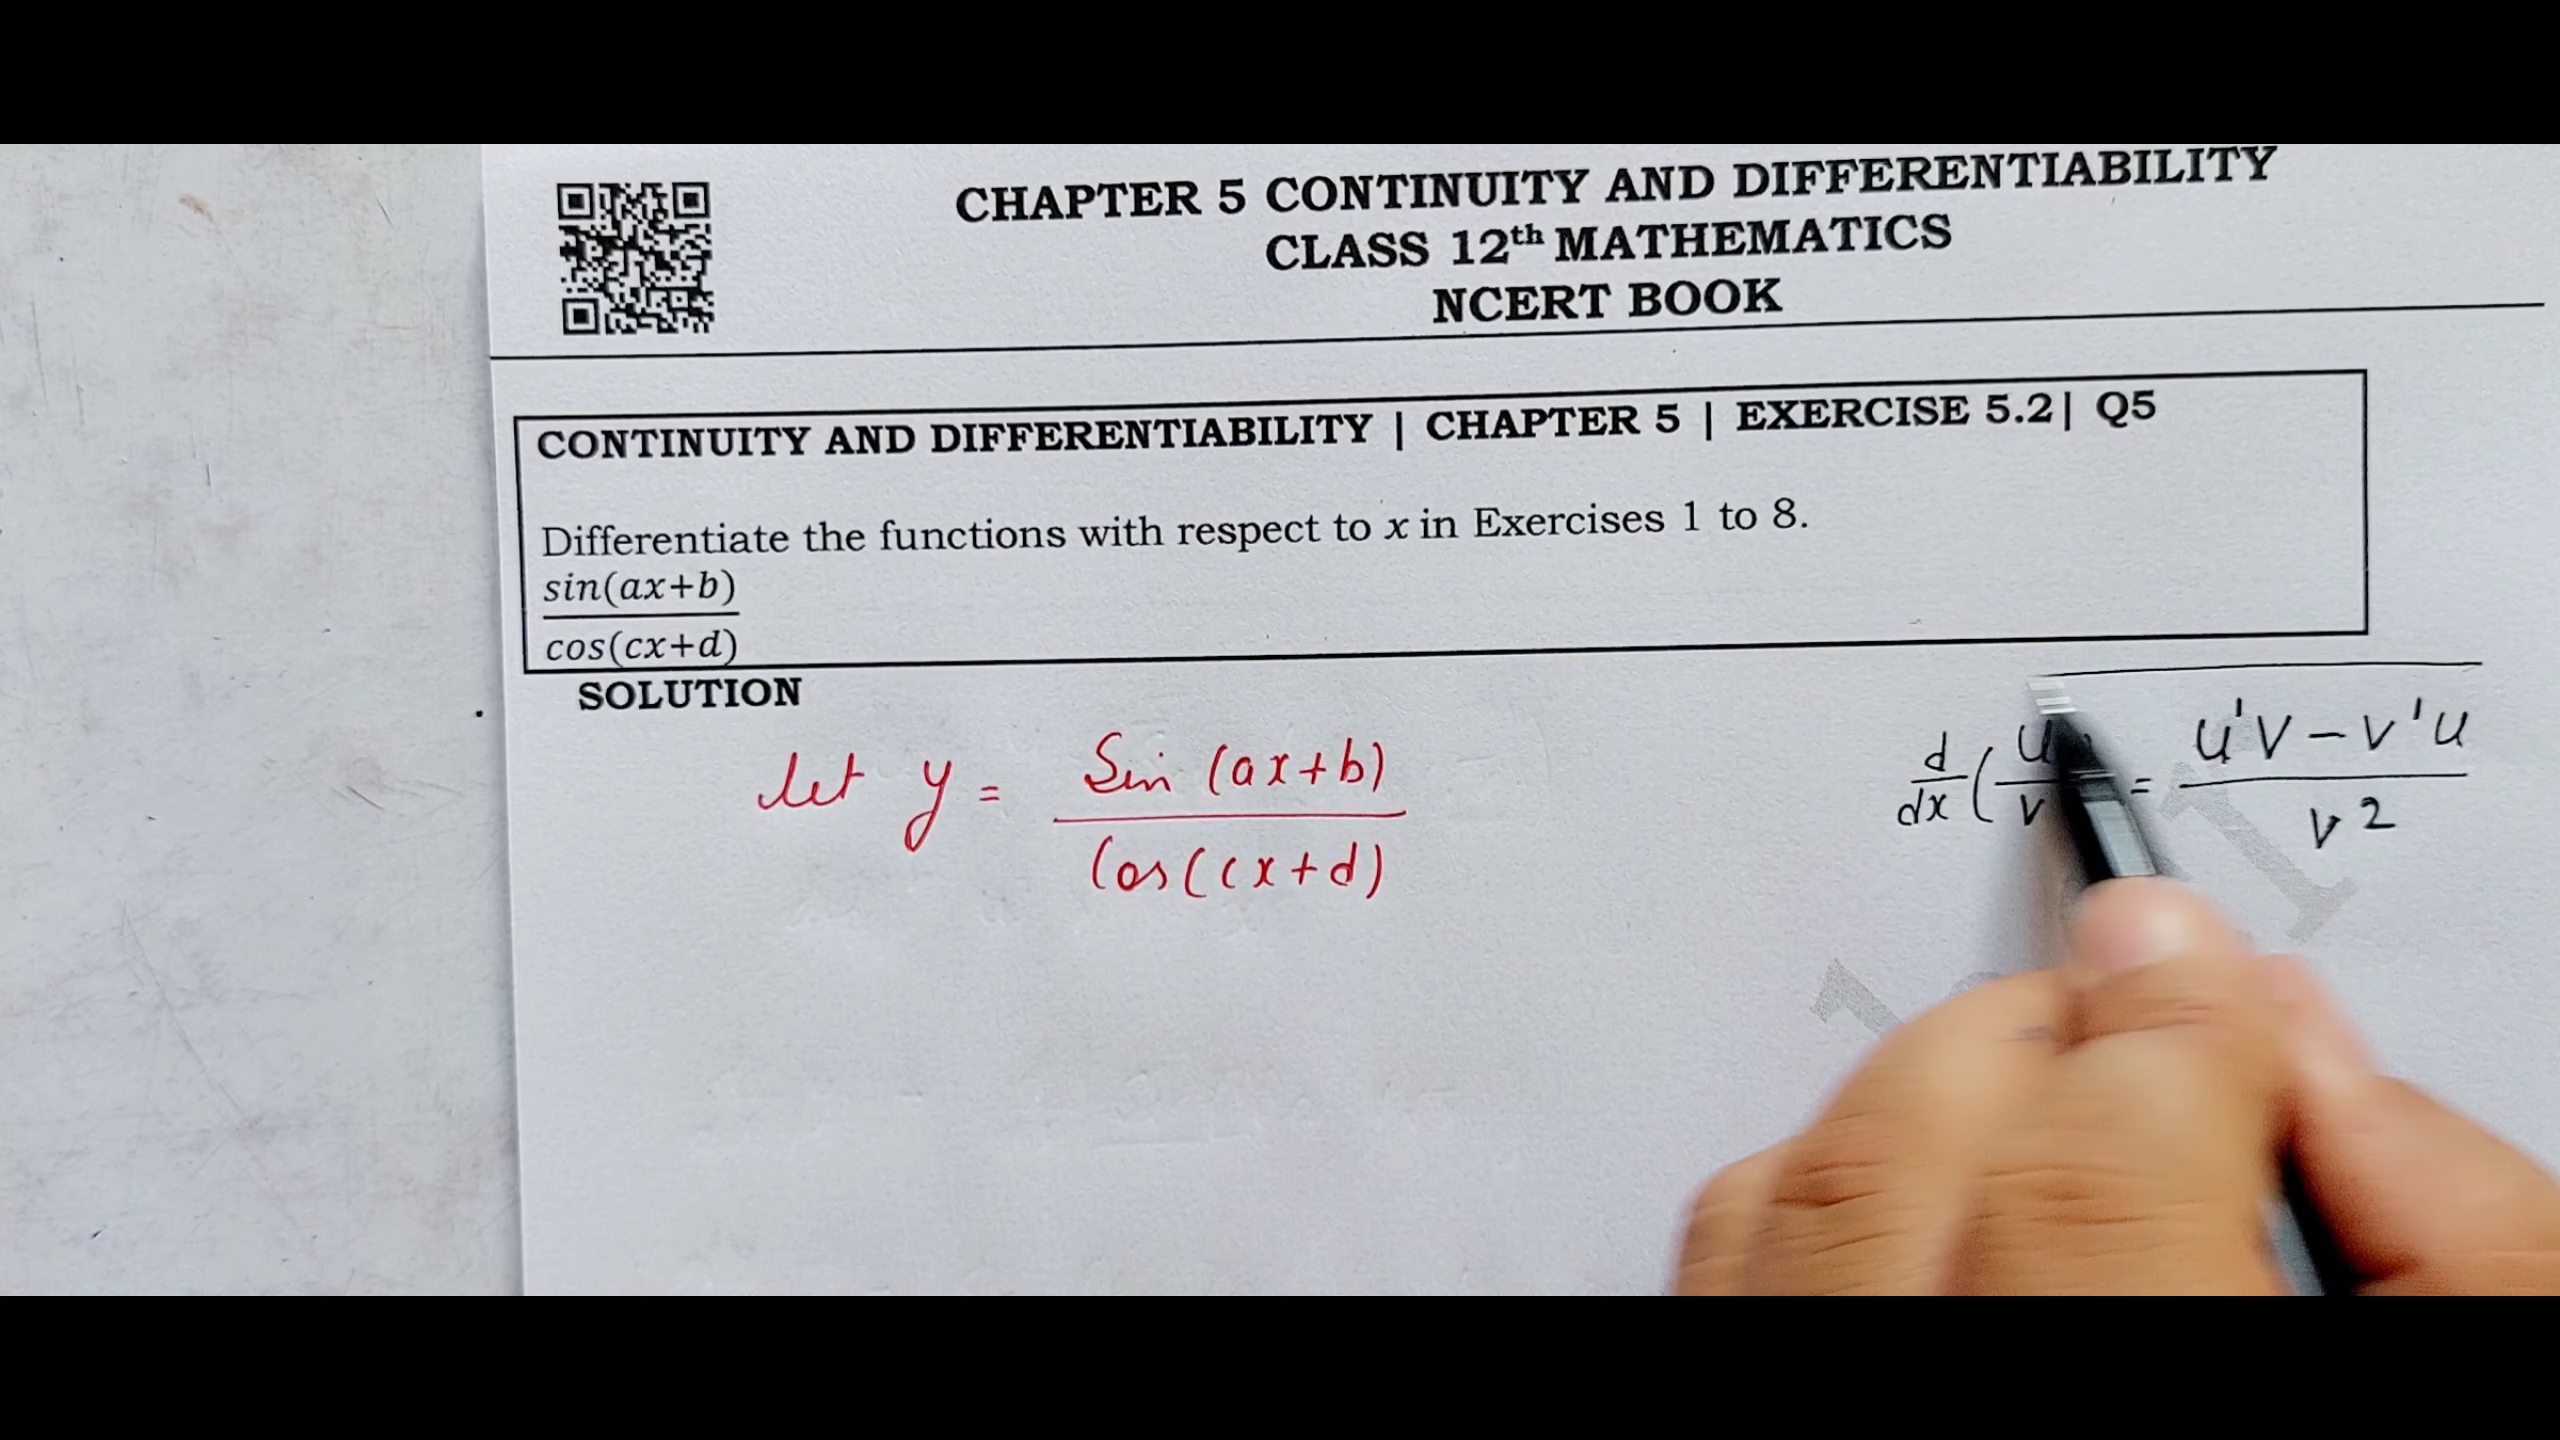 CHAPTER 5 CONTINUITY AND DIFFERENTIABILITY
CLASS 12th MATHEMATICS
NCERT BOOK
CONTINUITY AND DIFFERENTIABILITY | CHAPTER 5 | EXERCISE 5.2| Q5
Differentiate the functions with respect to x in Exercises 1 to 8.
sin(ax+b)
cos(cx+d)
SOLUTION
let y = Sin (ax+b)
Cos(cx+d)
d/dx (u/v = u'v - v'u
v2